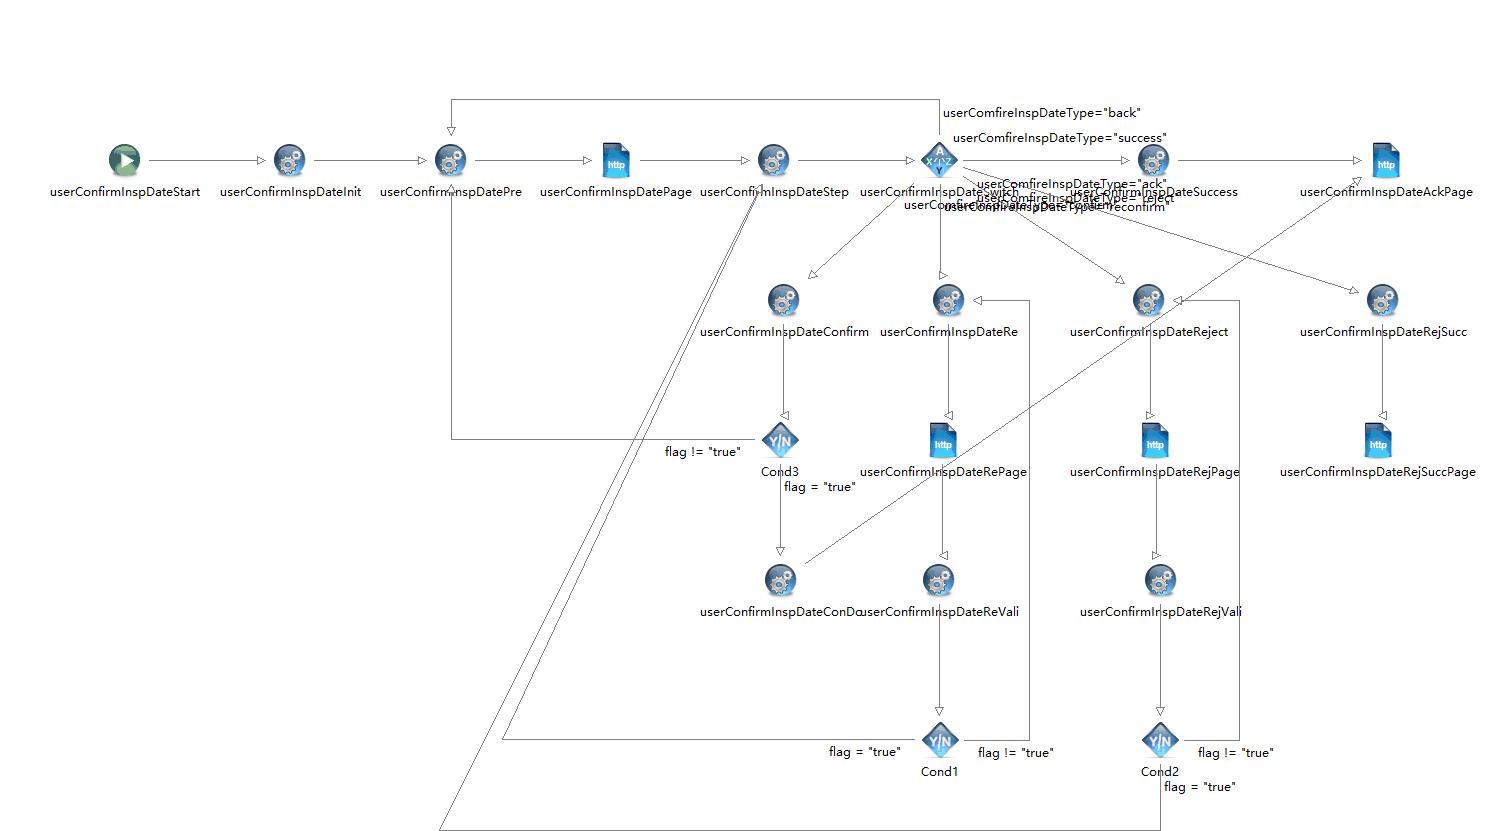 userComfireInspDateType="back"
userComfireInspDateType="success"
http
A
X Z
Y
http
userConfirmInspDateStart
userConfirmInspDateInit
userConfirmInspDatePre
userConfirmInspDatePage
userConfirmInspDateStep
userConfirmInspDateSwitch
userConfirmInspDateSuccess
userConfirmInspDateAckPage
userComfireInspDateType="ack"
userComfireInspDateType="reject
userComfireInspDateType="confirm"
userComfireInspDateType="reconfirm"
userConfirmInspDateConfirm
userConfirmInspDateRe
userConfirmInspDateReject
userConfirmInspDateRejSucc
Y|N
http
http
http
flag != "true"
Cond3
userConfirmInspDateRePage
userConfirmInspDateRejPage
userConfirmInspDateRejSuccPage
flag = "true"
userConfirmInspDateConDo
userConfirmInspDateReVali
userConfirmInspDateRejVali
Y|N
Y|N
flag = "true"
flag != "true"
flag != "true"
Cond1
Cond2
flag = "true"